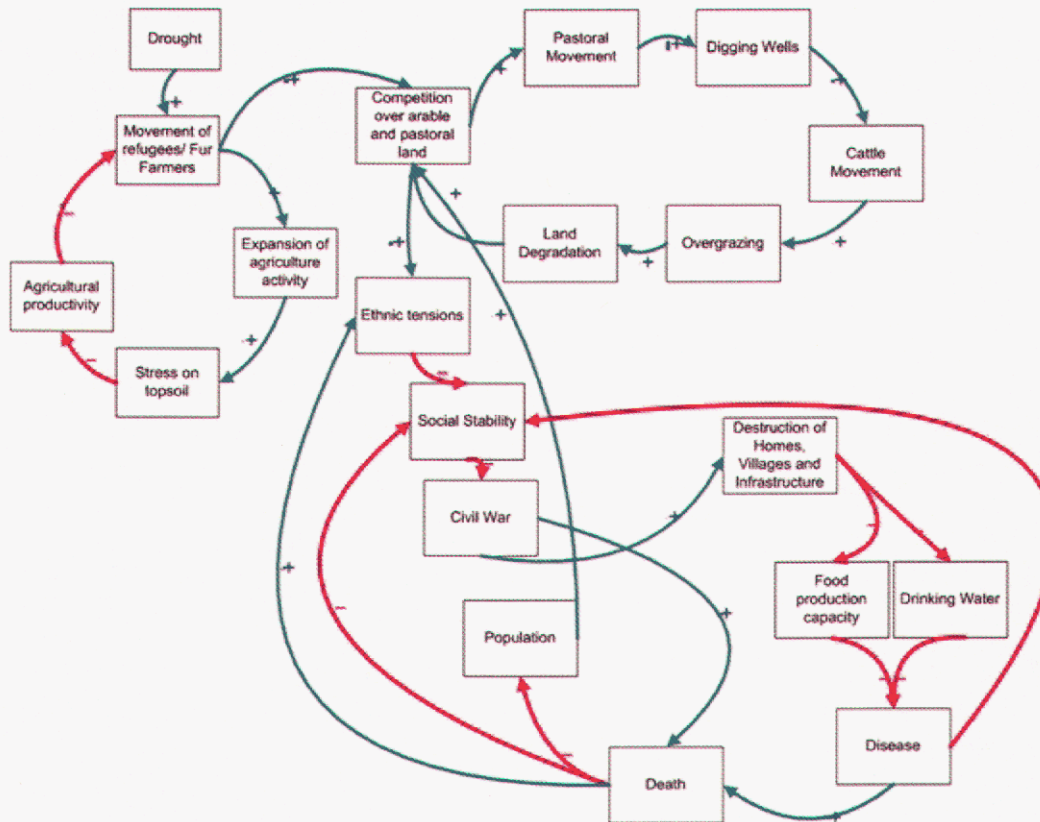 Drought
Pastoral
Movement
Digging Wells
Competition
over arable
and pastoral
land
Movement of
refugees/ Fur
Farmers
Cattle
Movement
Land
Degradation
Overgrazing
Expansion of
agriculture
activity
Agricultural
productivity
Ethnic tensions
Stress on
topsoil
Social Stability
Destruction of
Homes,
Villages and
Infrastructure
Civil War
Food
production
capacity
Drinking Water
Population
Disease
Death